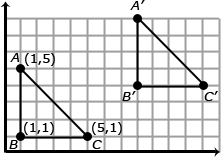 A′
A (1,5)
B′ C′
(1,1) (5,1)
B C